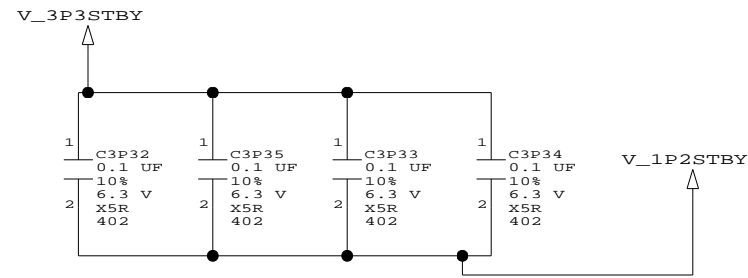 V_3P3STBY
1
C3P32
0.1 UF
10%
6.3 V
2
X5R
402
1
C3P35
0.1 UF
10%
6.3 V
2
X5R
402
1
C3P33
0.1 UF
10%
6.3 V
2
X5R
402
1
C3P34
0.1 UF
10%
6.3 V
2
X5R
402
V_1P2STBY